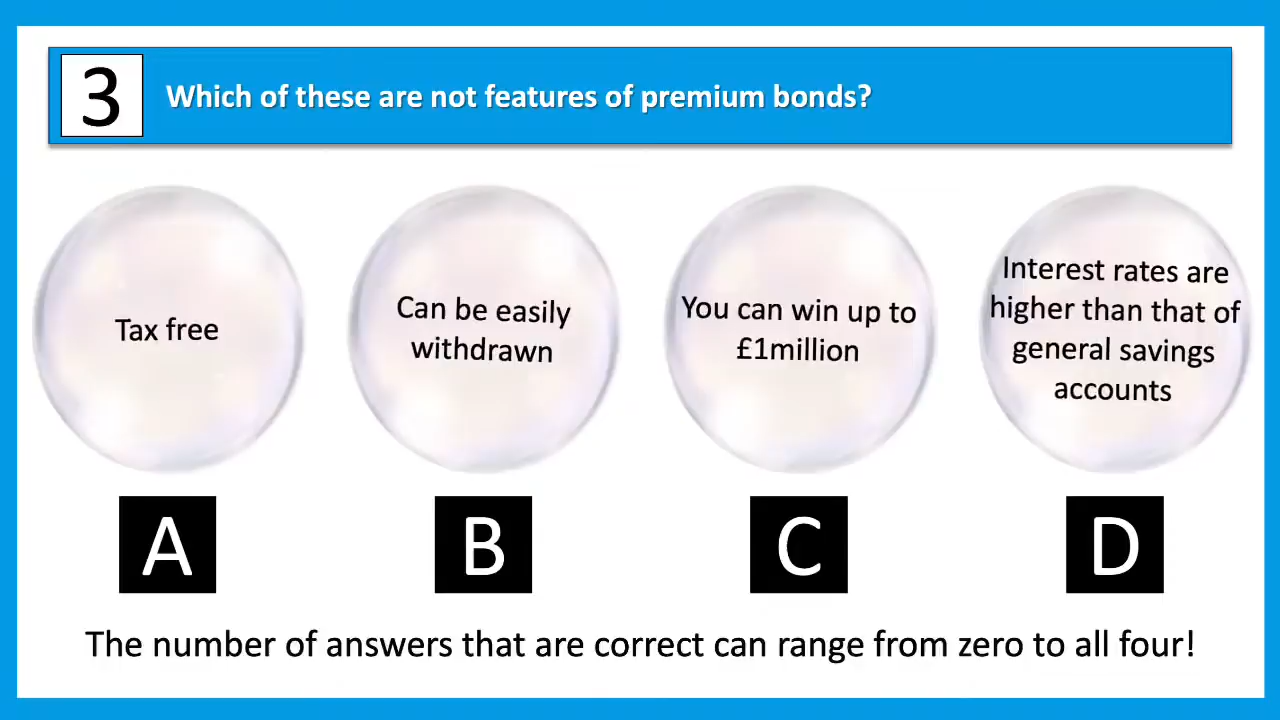 3
Which of these are not features of premium bonds?
Tax free
Can be easily
withdrawn
You can win up to
£1million
Interest rates are
higher than that of
general savings
accounts
A
B
C
D
The number of answers that are correct can range from zero to all four!